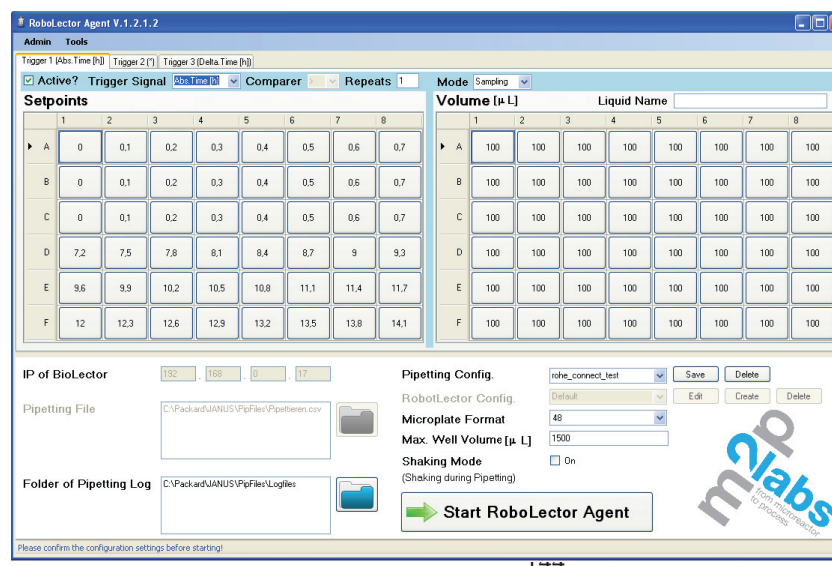 RoboLector Agent V.1.2.1.2
Admin Tools
Trigger 1 (Abs.Time [h]) Trigger 2 (°) Trigger 3 (Delta.Time [h])
Active? Trigger Signal Abs.Time [h] Comparer > Repeats 1 Mode Sampling
Setpoints Volume [µL] Liquid Name
1 2 3 4 5 6 7 8 1 2 3 4 5 6 7 8
A 0 0,1 0,2 0,3 0,4 0,5 0,6 0,7 A 100 100 100 100 100 100 100 100
B 0 0,1 0,2 0,3 0,4 0,5 0,6 0,7 B 100 100 100 100 100 100 100 100
C 0 0,1 0,2 0,3 0,4 0,5 0,6 0,7 C 100 100 100 100 100 100 100 100
D 7,2 7,5 7,8 8,1 8,4 8,7 9 9,3 D 100 100 100 100 100 100 100 100
E 9,6 9,9 10,2 10,5 10,8 11,1 11,4 11,7 E 100 100 100 100 100 100 100 100
F 12 12,3 12,6 12,9 13,2 13,5 13,8 14,1 F 100 100 100 100 100 100 100 100
IP of BioLector 192 . 168 . 0 . 17 Pipetting Config. rohe_connect_test Save Delete
RobotLector Config. Default Edit Create Delete
Pipetting File C:\Packard\JANUS\PipFiles\Pipettieren.csv
Microplate Format 48
Max. Well Volume [µ L] 1500
Shaking Mode On
(Shaking during Pipetting)
Folder of Pipetting Log C:\Packard\JANUS\PipFiles\Logfiles
Start RoboLector Agent
m2p labs
from microreactor
to process
Please confirm the configuration settings before starting!